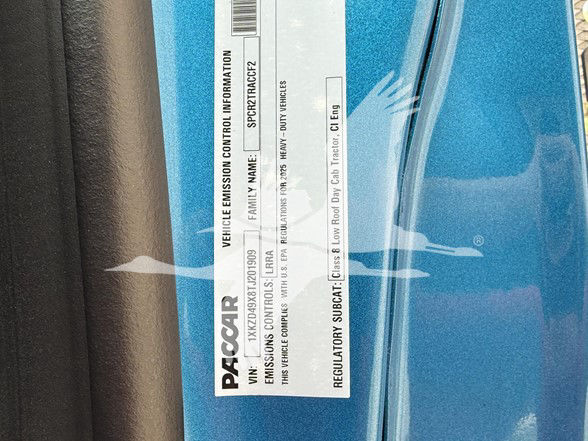 PACCAR VEHICLE EMISSION CONTROL INFORMATION
VIN: 1XKZD49X8TJ201909 FAMILY NAME: SPCR2TRACCF2
EMISSIONS CONTROLS: LRRA
THIS VEHICLE COMPLIES WITH U.S. EPA REGULATIONS FOR 2025 HEAVY-DUTY VEHICLES
REGULATORY SUBCAT: Class 8 Low Roof Day Cab Tractor, CI Eng
®